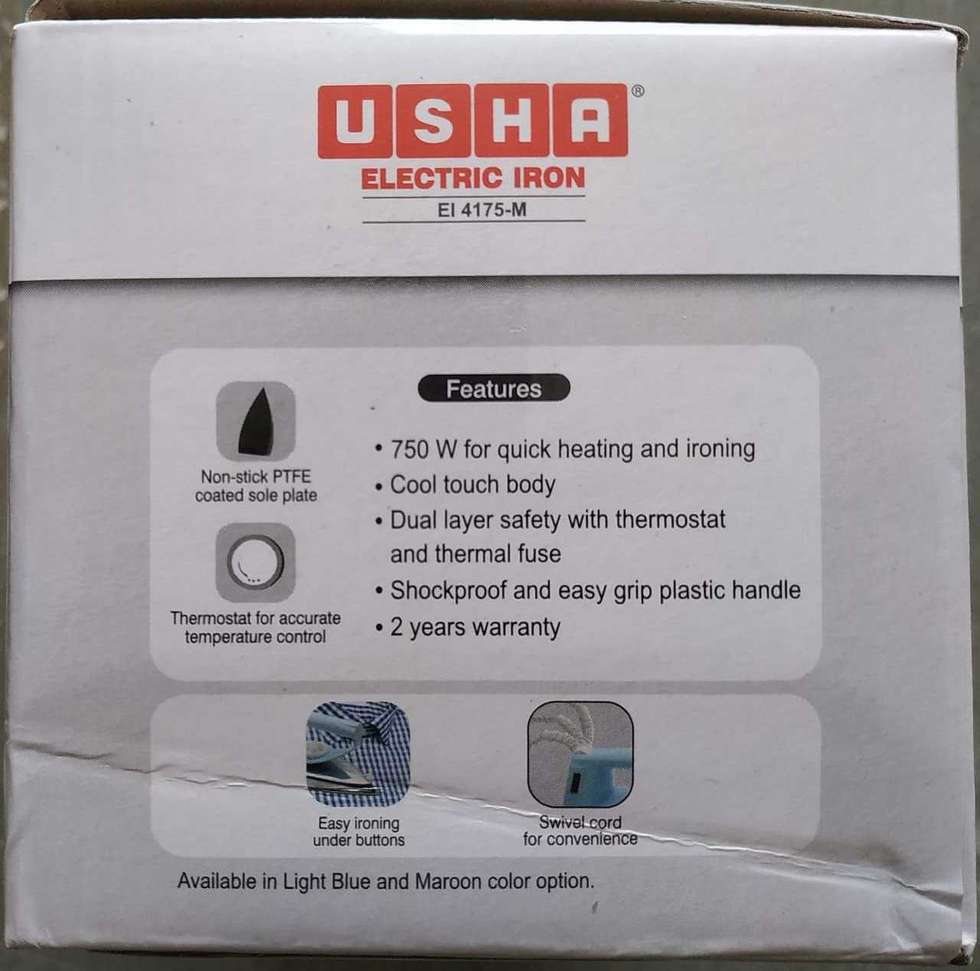 USHA®
ELECTRIC IRON
EI 4175-M
Features
Non-stick PTFE
coated sole plate
Thermostat for accurate
temperature control
• 750 W for quick heating and ironing
• Cool touch body
• Dual layer safety with thermostat
and thermal fuse
• Shockproof and easy grip plastic handle
• 2 years warranty
Easy ironing
under buttons
Swivel cord
for convenience
Available in Light Blue and Maroon color option.